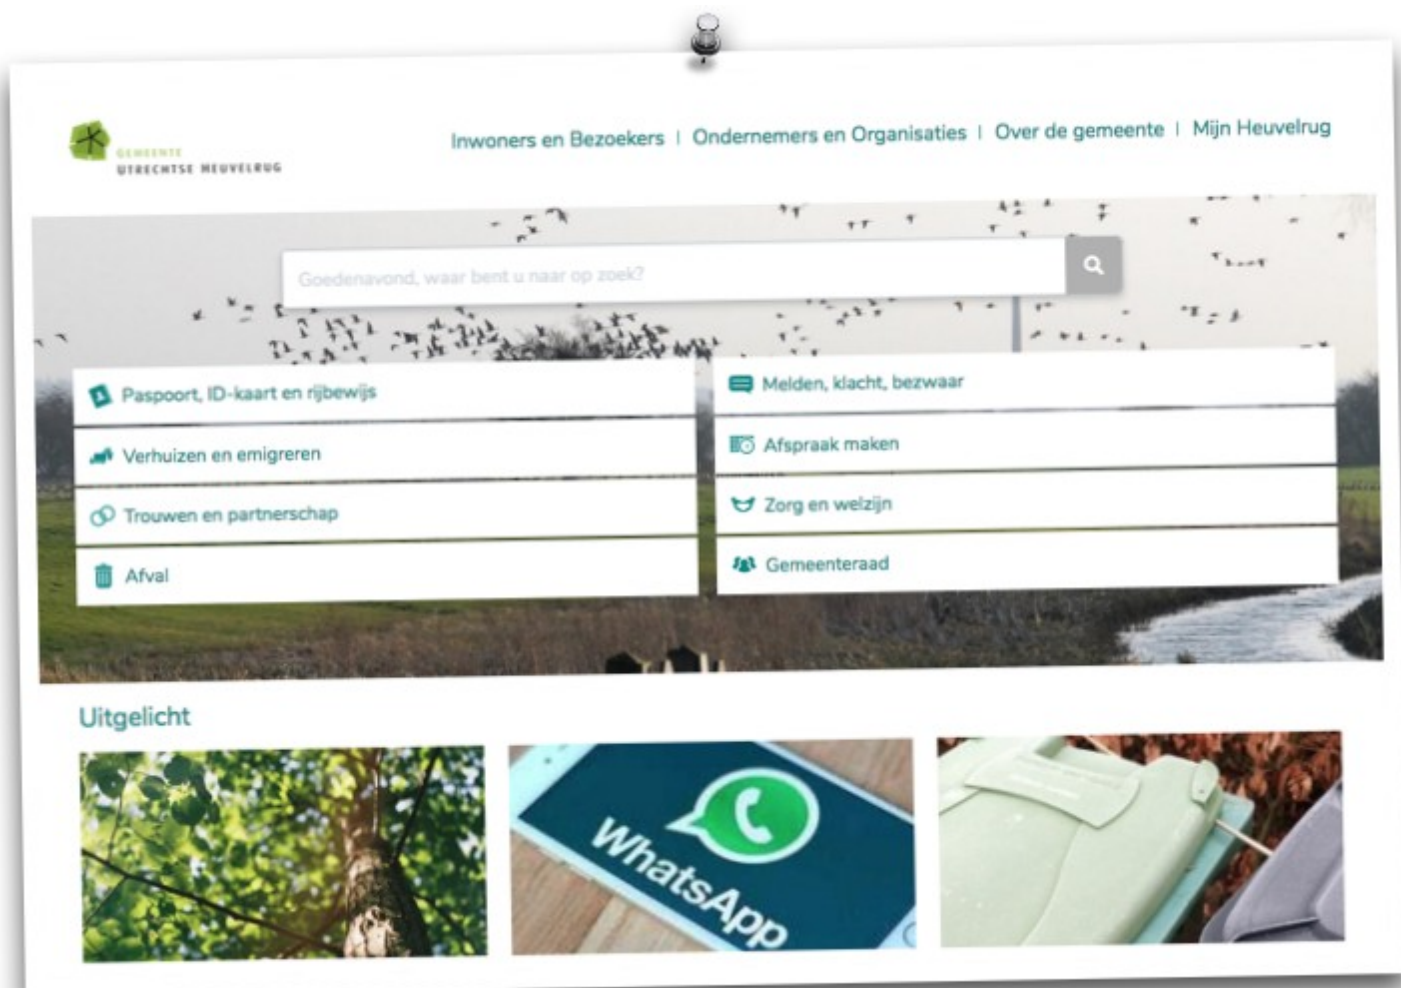 GEMEENTE
UTRECHTSE HEUVELRUG
Inwoners en Bezoekers | Ondernemers en Organisaties | Over de gemeente | Mijn Heuvelrug
Goedenavond, waar bent u naar op zoek?
Paspoort, ID-kaart en rijbewijs
Verhuizen en emigreren
Trouwen en partnerschap
Afval
Melden, klacht, bezwaar
Afspraak maken
Zorg en welzijn
Gemeenteraad
Uitgelicht
WhatsApp